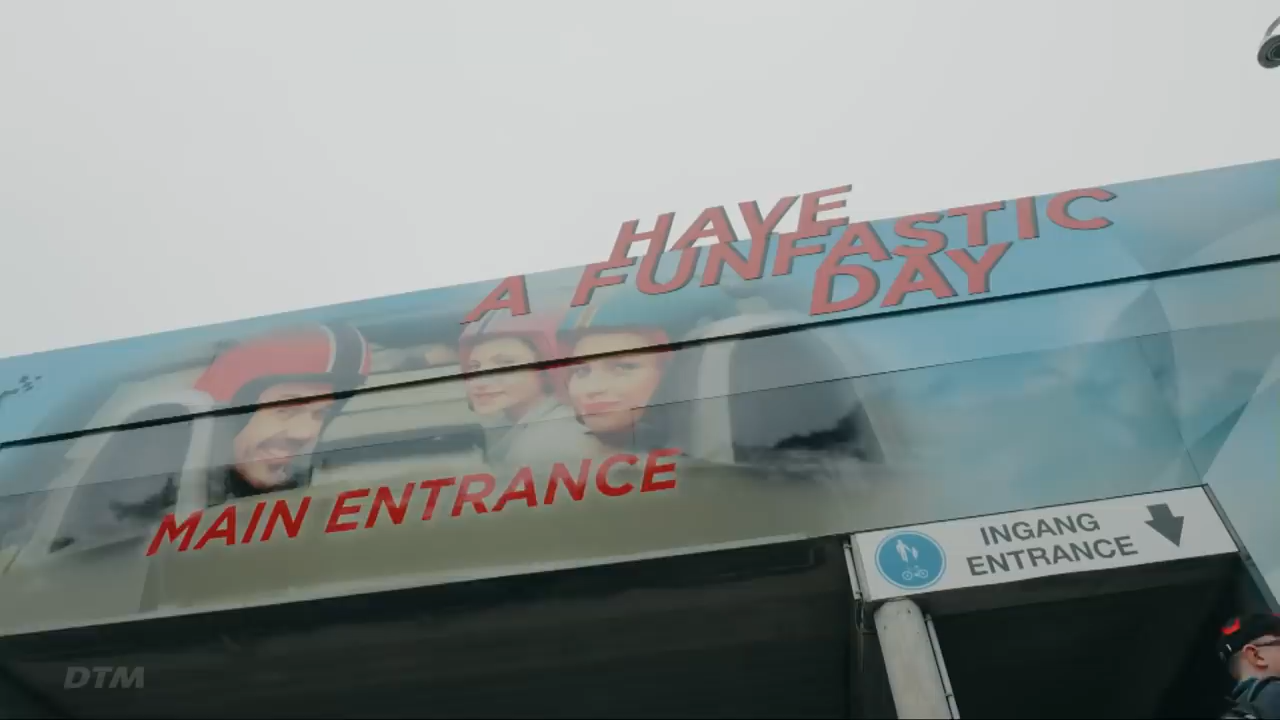 HAVE
A FUNFASTIC
DAY
MAIN ENTRANCE
INGANG
ENTRANCE
DTM